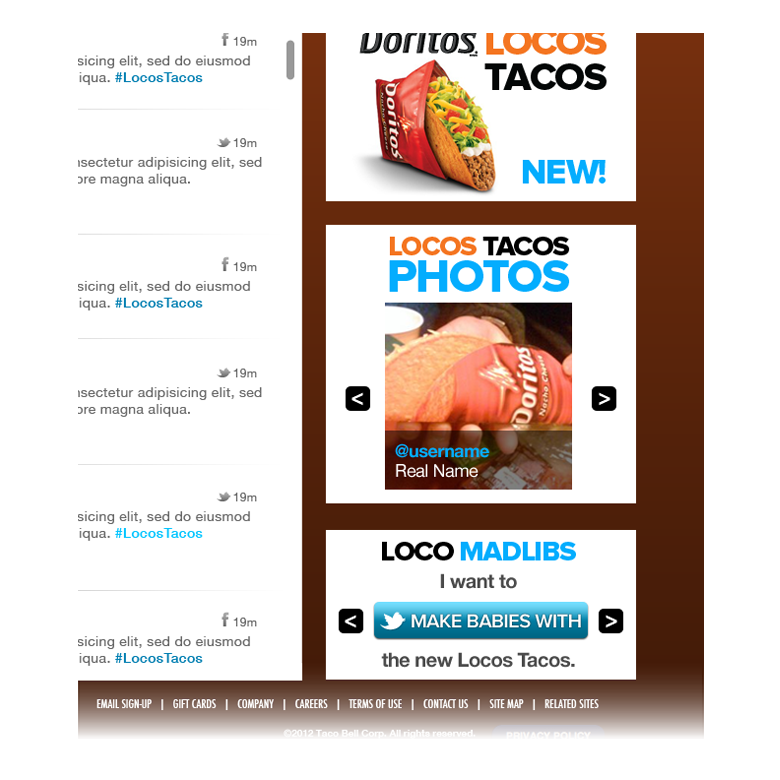 19m
sicing elit, sed do eiusmod
iqua. #LocosTacos
19m
nsectetur adipisicing elit, sed
ore magna aliqua.
19m
sicing elit, sed do eiusmod
iqua. #LocosTacos
19m
nsectetur adipisicing elit, sed
ore magna aliqua.
19m
sicing elit, sed do eiusmod
iqua. #LocosTacos
19m
sicing elit, sed do eiusmod
iqua. #LocosTacos
Doritos LOCOS
TACOS
Doritos
NEW!
LOCOS TACOS
PHOTOS
Doritos
Nacho Cheese
< >
@username
Real Name
LOCO MADLIBS
I want to
< MAKE BABIES WITH >
the new Locos Tacos.
EMAIL SIGN-UP | GIFT CARDS | COMPANY | CAREERS | TERMS OF USE | CONTACT US | SITE MAP | RELATED SITES
©2012 Taco Bell Corp. All rights reserved. PRIVACY POLICY